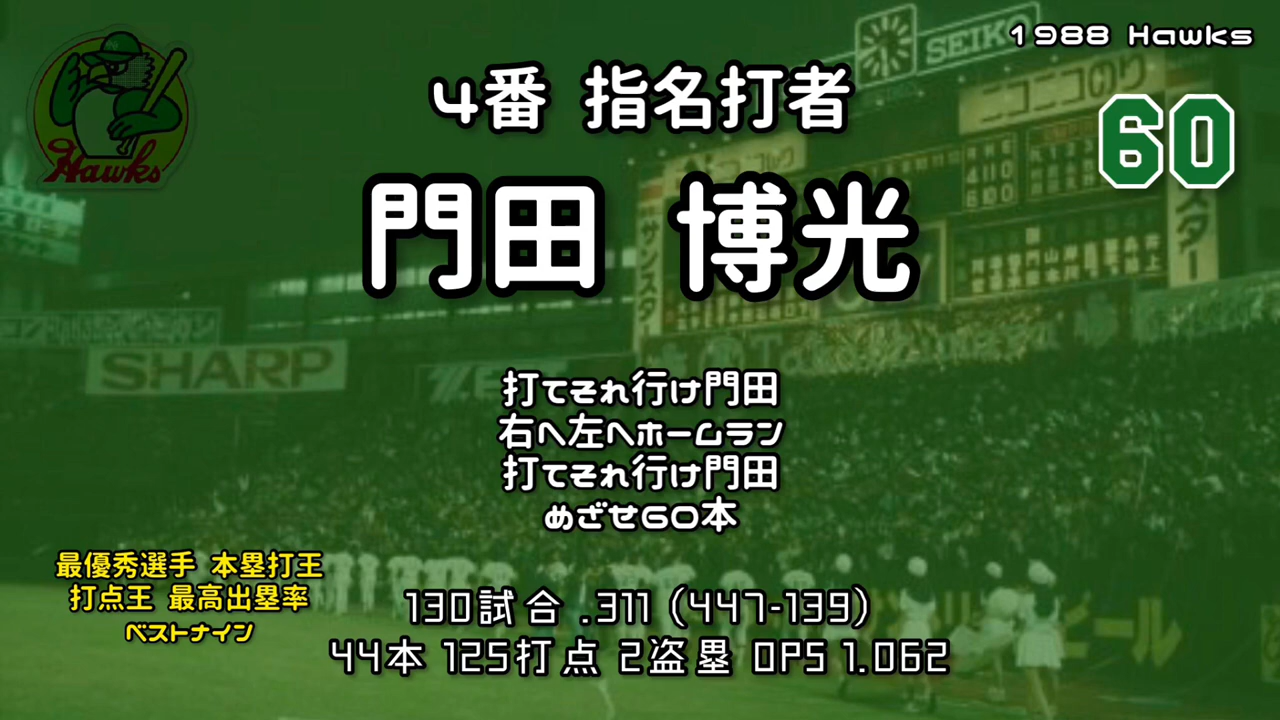 1988 Hawks
SEIKO
4番 指名打者
60
ニコニコのり
門田 博光
Hawks
サンスター
SHARP
打てそれ行け門田
右へ左へホームラン
打てそれ行け門田
めざせ60本
最優秀選手 本塁打王
打点王 最高出塁率
ベストナイン
130試合 .311 (447-139)
44本 125打点 2盗塁 OPS 1.062